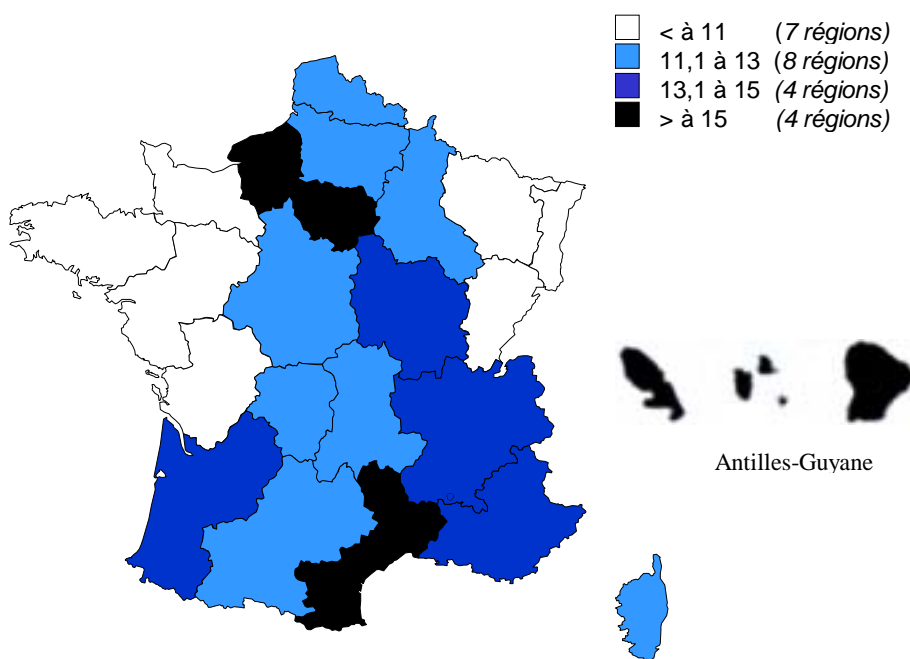 < à 11 (7 régions)
11,1 à 13 (8 régions)
13,1 à 15 (4 régions)
> à 15 (4 régions)
Antilles-Guyane